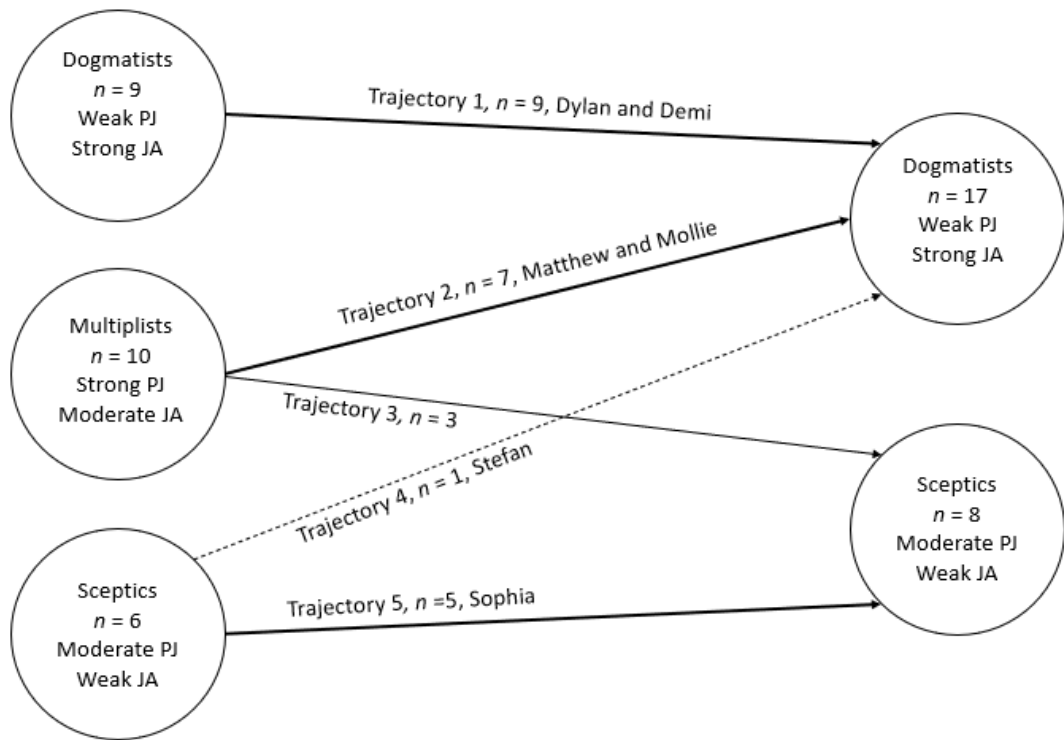 Dogmatists
n = 9
Weak PJ
Strong JA
Trajectory 1, n = 9, Dylan and Demi
Dogmatists
n = 17
Weak PJ
Strong JA
Trajectory 2, n = 7, Matthew and Mollie
Multiplists
n = 10
Strong PJ
Moderate JA
Trajectory 3, n = 3
Trajectory 4, n = 1, Stefan
Sceptics
n = 8
Moderate PJ
Weak JA
Sceptics
n = 6
Moderate PJ
Weak JA
Trajectory 5, n =5, Sophia